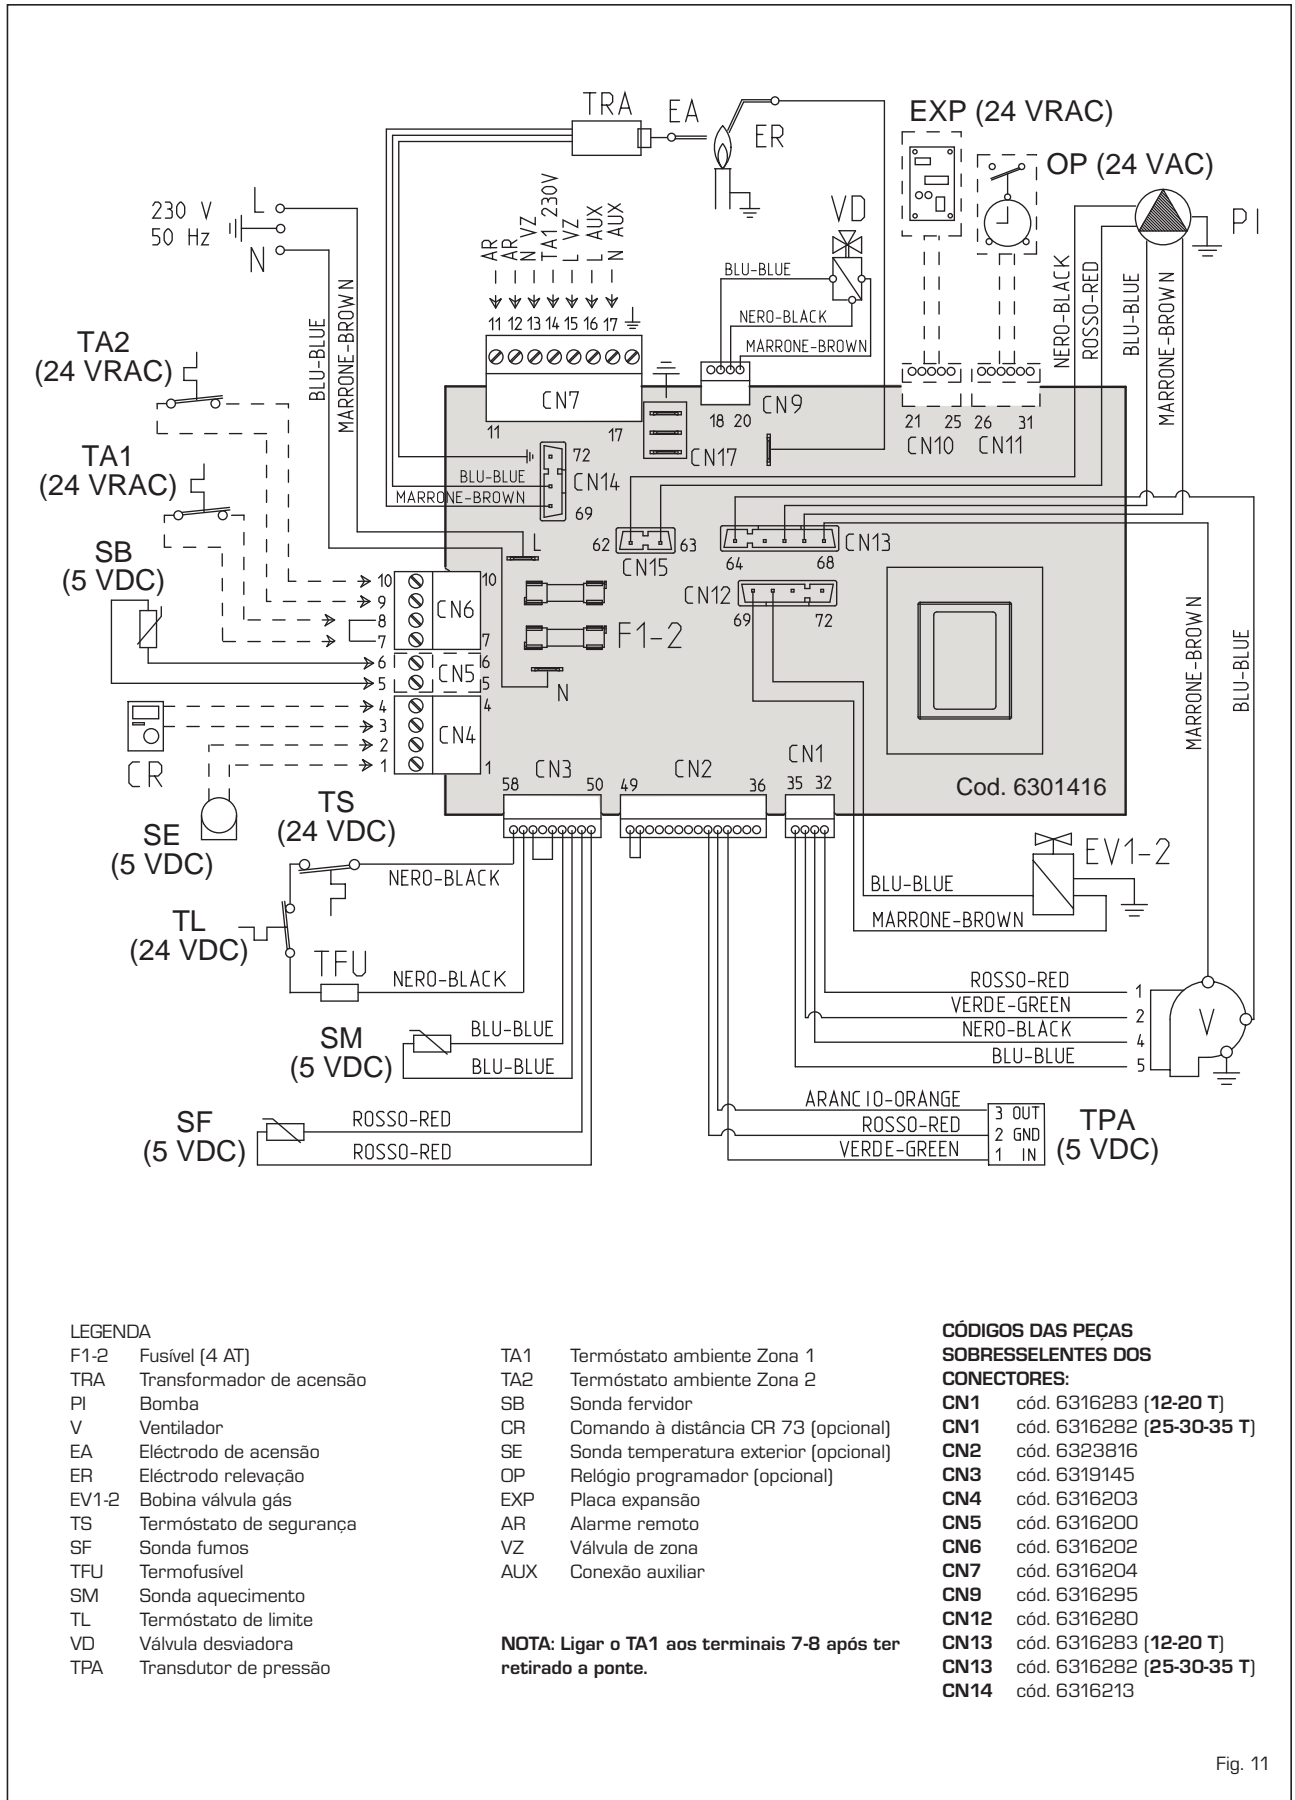 TRA
EA
ER
EXP (24 VRAC)
OP (24 VAC)
PI
230 V
50 Hz
L
N
BLU-BLUE
MARRONE-BROWN
AR
AR
N VZ
TA1 230V
L VZ
L AUX
N AUX
11 12 13 14 15 16 17
CN7
11
17
VD
BLU-BLUE
NERO-BLACK
MARRONE-BROWN
18 20
CN9
NERO-BLACK
ROSSO-RED
BLU-BLUE
MARRONE-BROWN
21 25
CN10
26 31
CN11
TA2
(24 VRAC)
TA1
(24 VRAC)
SB
(5 VDC)
72
CN14
BLU-BLUE
MARRONE-BROWN
69
CN17
L
62
63
CN15
64
68
CN13
CN12
69
72
F1-2
N
10
9
8
7
10
CN6
7
6
5
6
CN5
5
4
3
2
1
4
CN4
1
CR
SE
(5 VDC)
58
CN3
50
49
CN2
36
CN1
35 32
Cod. 6301416
MARRONE-BROWN
BLU-BLUE
TS
(24 VDC)
NERO-BLACK
TL
(24 VDC)
TFU
NERO-BLACK
EV1-2
BLU-BLUE
MARRONE-BROWN
SM
(5 VDC)
BLU-BLUE
BLU-BLUE
ROSSO-RED
1
VERDE-GREEN
2
NERO-BLACK
4
BLU-BLUE
5
V
SF
(5 VDC)
ROSSO-RED
ROSSO-RED
ARANCIO-ORANGE
3 OUT
ROSSO-RED
2 GND
VERDE-GREEN
1 IN
TPA
(5 VDC)
LEGENDA
F1-2 Fusível (4 AT)
TRA Transformador de acensão
PI Bomba
V Ventilador
EA Eléctrodo de acensão
ER Eléctrodo relevação
EV1-2 Bobina válvula gás
TS Termóstato de segurança
SF Sonda fumos
TFU Termofusível
SM Sonda aquecimento
TL Termóstato de limite
VD Válvula desviadora
TPA Transdutor de pressão
TA1 Termóstato ambiente Zona 1
TA2 Termóstato ambiente Zona 2
SB Sonda fervidor
CR Comando à distância CR 73 (opcional)
SE Sonda temperatura exterior (opcional)
OP Relógio programador (opcional)
EXP Placa expansão
AR Alarme remoto
VZ Válvula de zona
AUX Conexão auxiliar
NOTA: Ligar o TA1 aos terminais 7-8 após ter
retirado a ponte.
CÓDIGOS DAS PEÇAS
SOBRESSELENTES DOS
CONECTORES:
CN1 cód. 6316283 (12-20 T)
CN1 cód. 6316282 (25-30-35 T)
CN2 cód. 6323816
CN3 cód. 6319145
CN4 cód. 6316203
CN5 cód. 6316200
CN6 cód. 6316202
CN7 cód. 6316204
CN9 cód. 6316295
CN12 cód. 6316280
CN13 cód. 6316283 (12-20 T)
CN13 cód. 6316282 (25-30-35 T)
CN14 cód. 6316213
Fig. 11